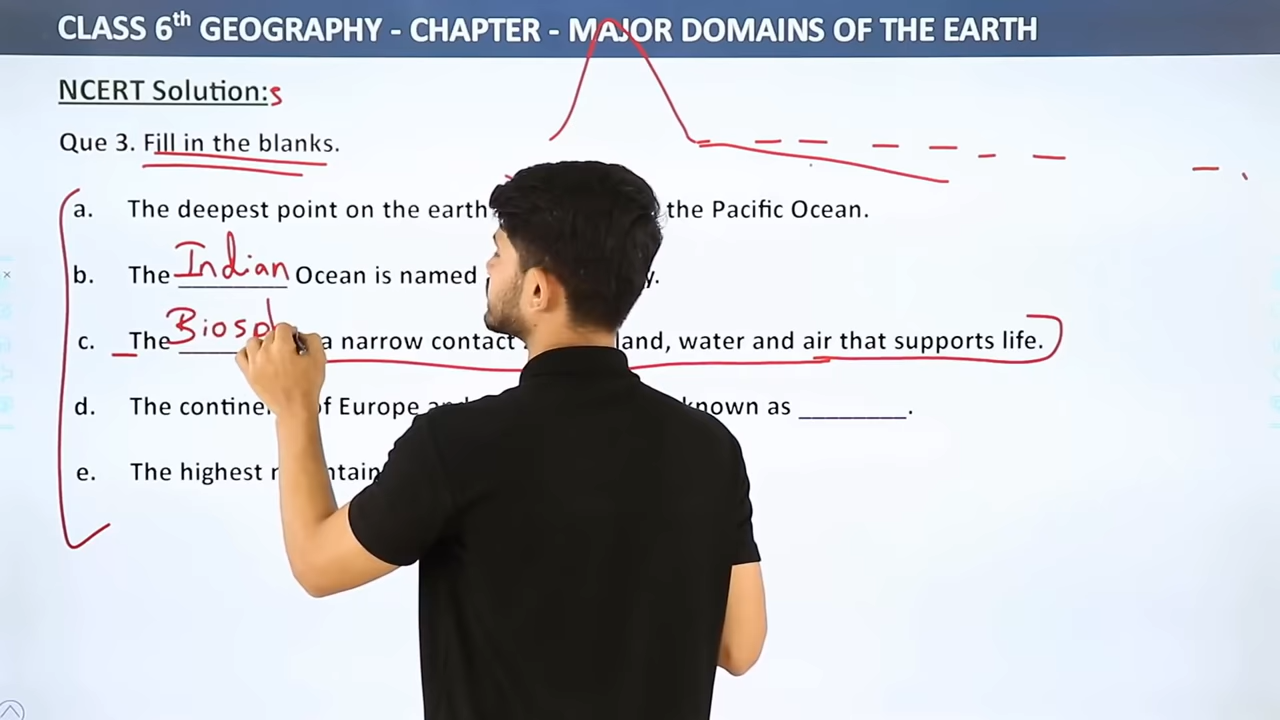 CLASS 6th GEOGRAPHY - CHAPTER - MAJOR DOMAINS OF THE EARTH
NCERT Solution:s
Que 3. Fill in the blanks.
a. The deepest point on the earth the Pacific Ocean.
b. The Indian Ocean is named
c. The Biosp a narrow contact land, water and air that supports life.
d. The of Europe known as ________.
e. The highest